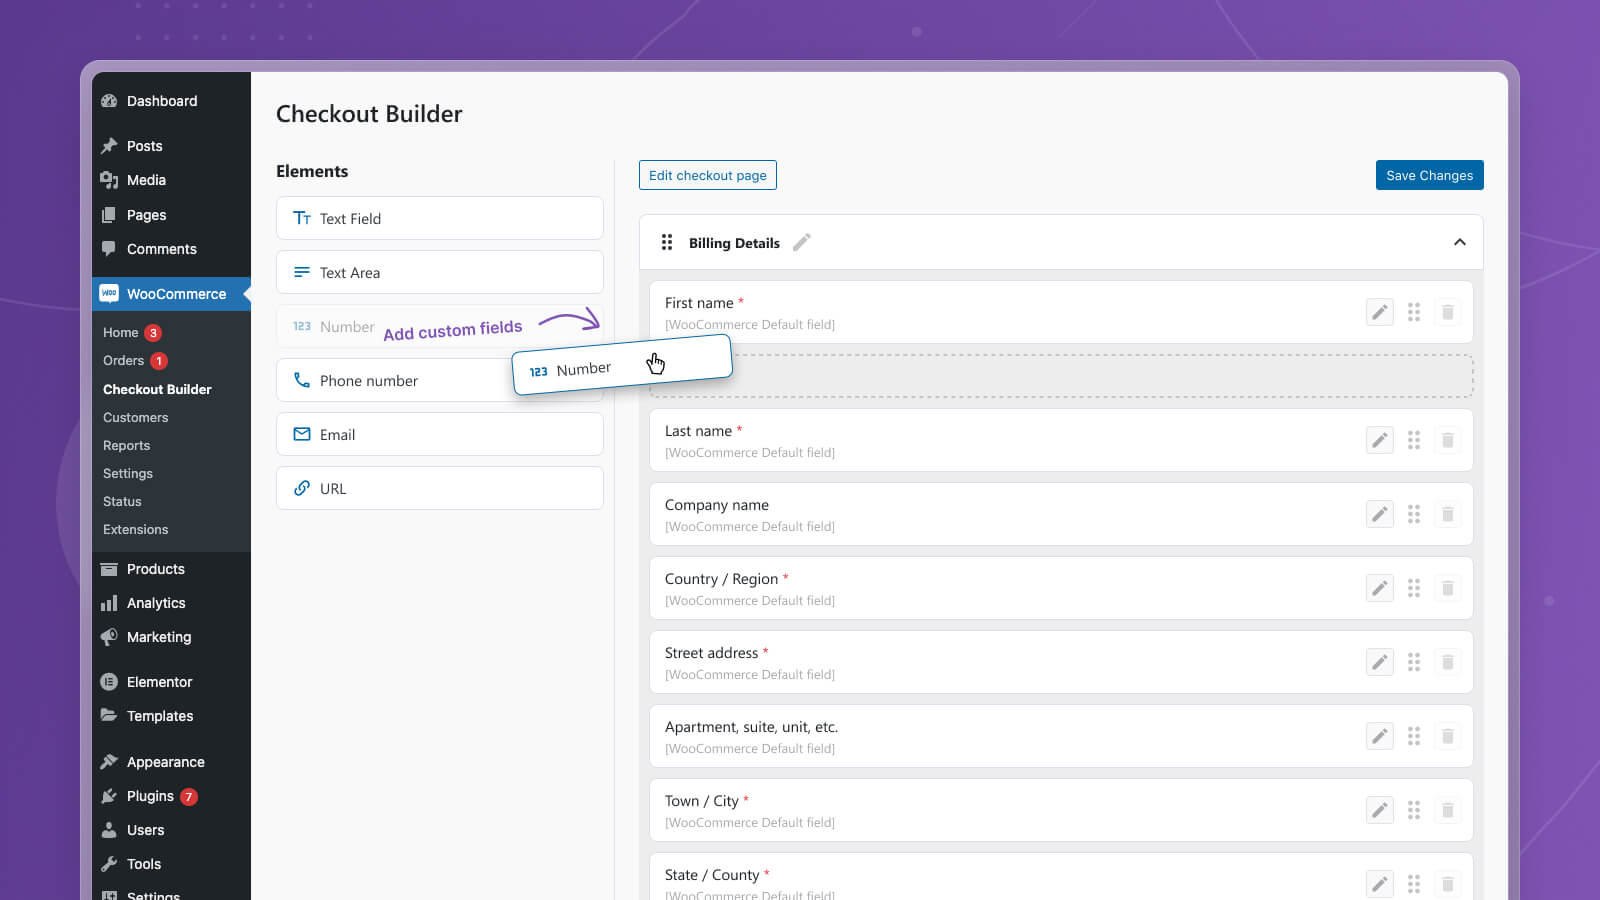 Dashboard
Posts
Media
Pages
Comments
WOO WooCommerce
Home 3
Orders 1
Checkout Builder
Customers
Reports
Settings
Status
Extensions
Products
Analytics
Marketing
Elementor
Templates
Appearance
Plugins 7
Users
Tools
Settings
Checkout Builder
Elements
TT Text Field
Text Area
123 Number
Add custom fields
123 Number
Phone number
Email
URL
Edit checkout page
Save Changes
Billing Details
First name *
[WooCommerce Default field]
Last name *
[WooCommerce Default field]
Company name
[WooCommerce Default field]
Country / Region *
[WooCommerce Default field]
Street address *
[WooCommerce Default field]
Apartment, suite, unit, etc.
[WooCommerce Default field]
Town / City *
[WooCommerce Default field]
State / County *
[WooCommerce Default field]